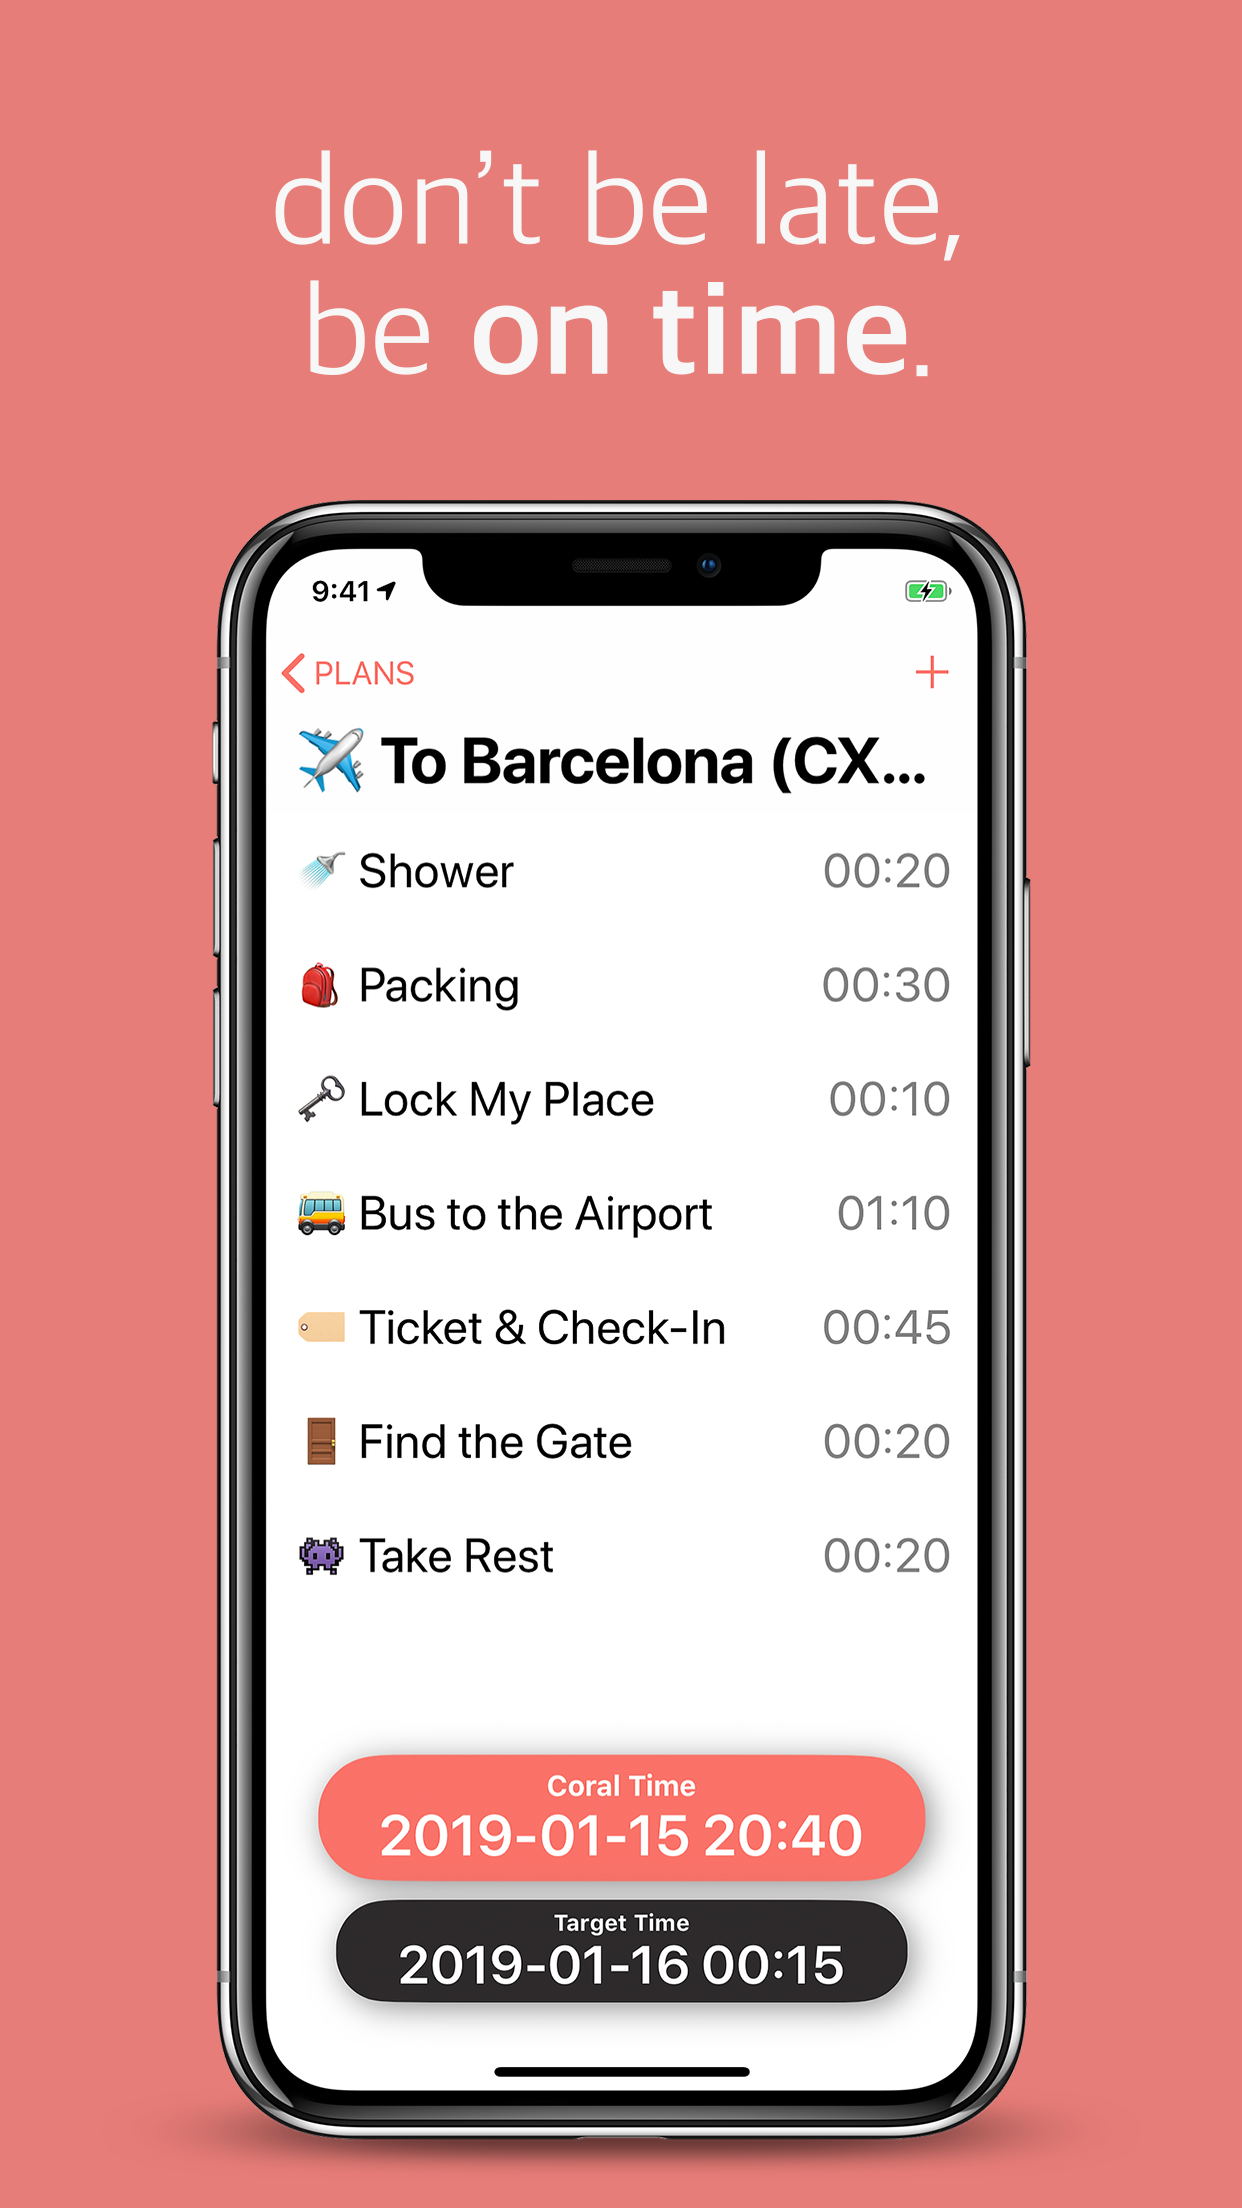 don’t be late,
be on time.
9:41
PLANS
To Barcelona (CX...
Shower 00:20
Packing 00:30
Lock My Place 00:10
Bus to the Airport 01:10
Ticket & Check-In 00:45
Find the Gate 00:20
Take Rest 00:20
Coral Time
2019-01-15 20:40
Target Time
2019-01-16 00:15